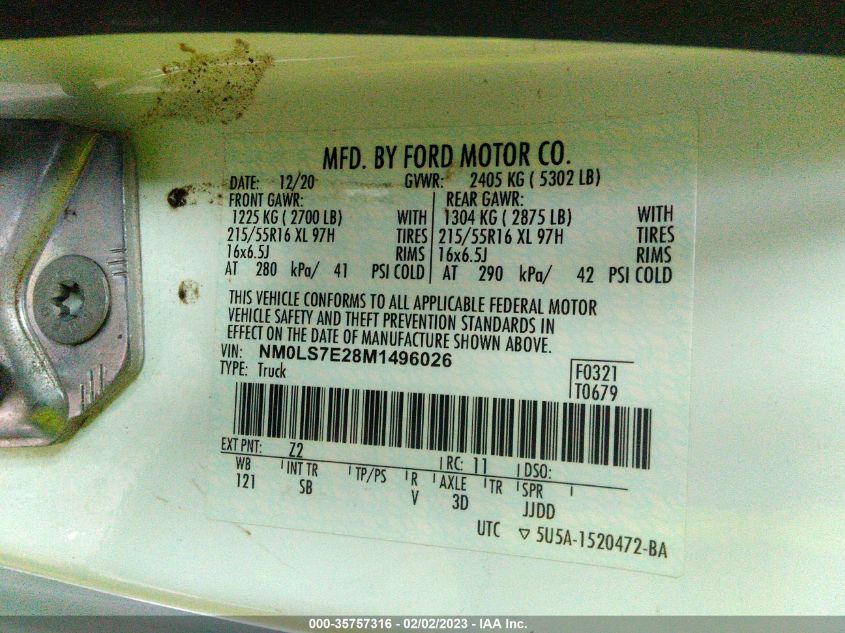 MFD. BY FORD MOTOR CO.
DATE: 12/20 GVWR: 2405 KG ( 5302 LB)
FRONT GAWR: REAR GAWR:
1225 KG ( 2700 LB) WITH 1304 KG ( 2875 LB) WITH
215/55R16 XL 97H TIRES 215/55R16 XL 97H TIRES
16x6.5J RIMS 16x6.5J RIMS
AT 280 kPa/ 41 PSI COLD AT 290 kPa/ 42 PSI COLD
THIS VEHICLE CONFORMS TO ALL APPLICABLE FEDERAL MOTOR
VEHICLE SAFETY AND THEFT PREVENTION STANDARDS IN
EFFECT ON THE DATE OF MANUFACTURE SHOWN ABOVE.
VIN: NM0LS7E28M1496026
TYPE: Truck
F0321
T0679
EXT PNT: Z2 RC: 11 DSO:
WB INT TR TP/PS R AXLE TR SPR
121 SB V 3D JJDD
UTC ▽ 5U5A-1520472-BA
000-35757316 - 02/02/2023 - IAA Inc.